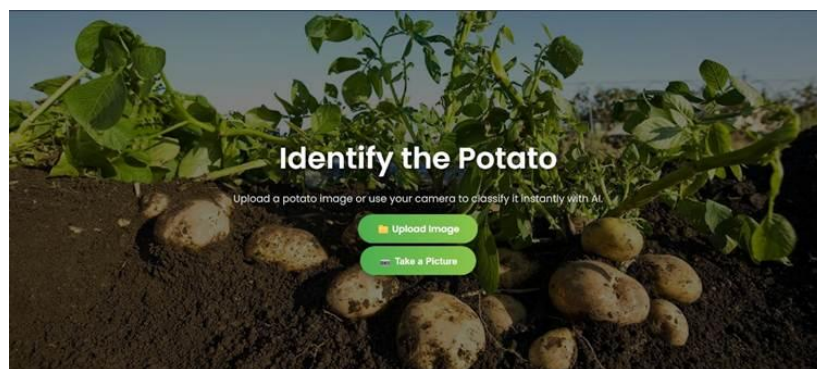 Identify the Potato
Upload a potato image or use your camera to classify it instantly with AI.
📁 Upload Image
📷 Take a Picture